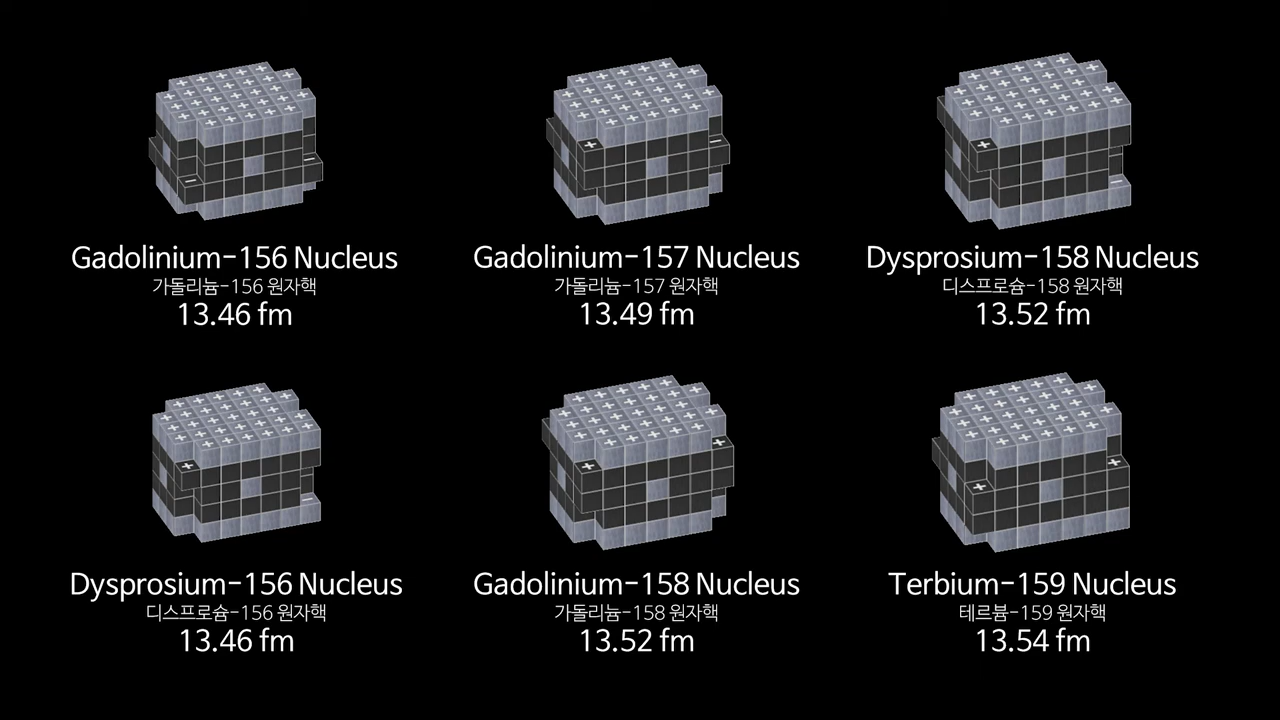 Gadolinium-156 Nucleus
가돌리늄-156 원자핵
13.46 fm
Gadolinium-157 Nucleus
가돌리늄-157 원자핵
13.49 fm
Dysprosium-158 Nucleus
디스프로슘-158 원자핵
13.52 fm
Dysprosium-156 Nucleus
디스프로슘-156 원자핵
13.46 fm
Gadolinium-158 Nucleus
가돌리늄-158 원자핵
13.52 fm
Terbium-159 Nucleus
테르븀-159 원자핵
13.54 fm